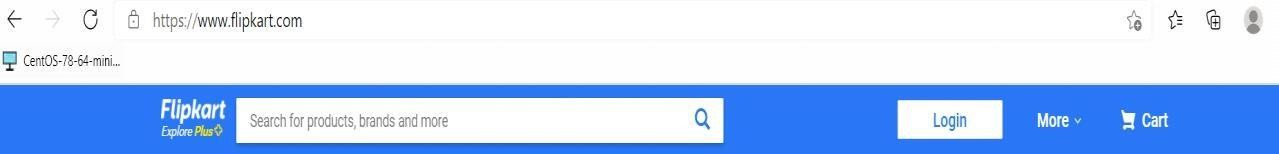 https://www.flipkart.com
CentOS-78-64-mini...
Flipkart
Explore Plus
Search for products, brands and more
Login
More
Cart